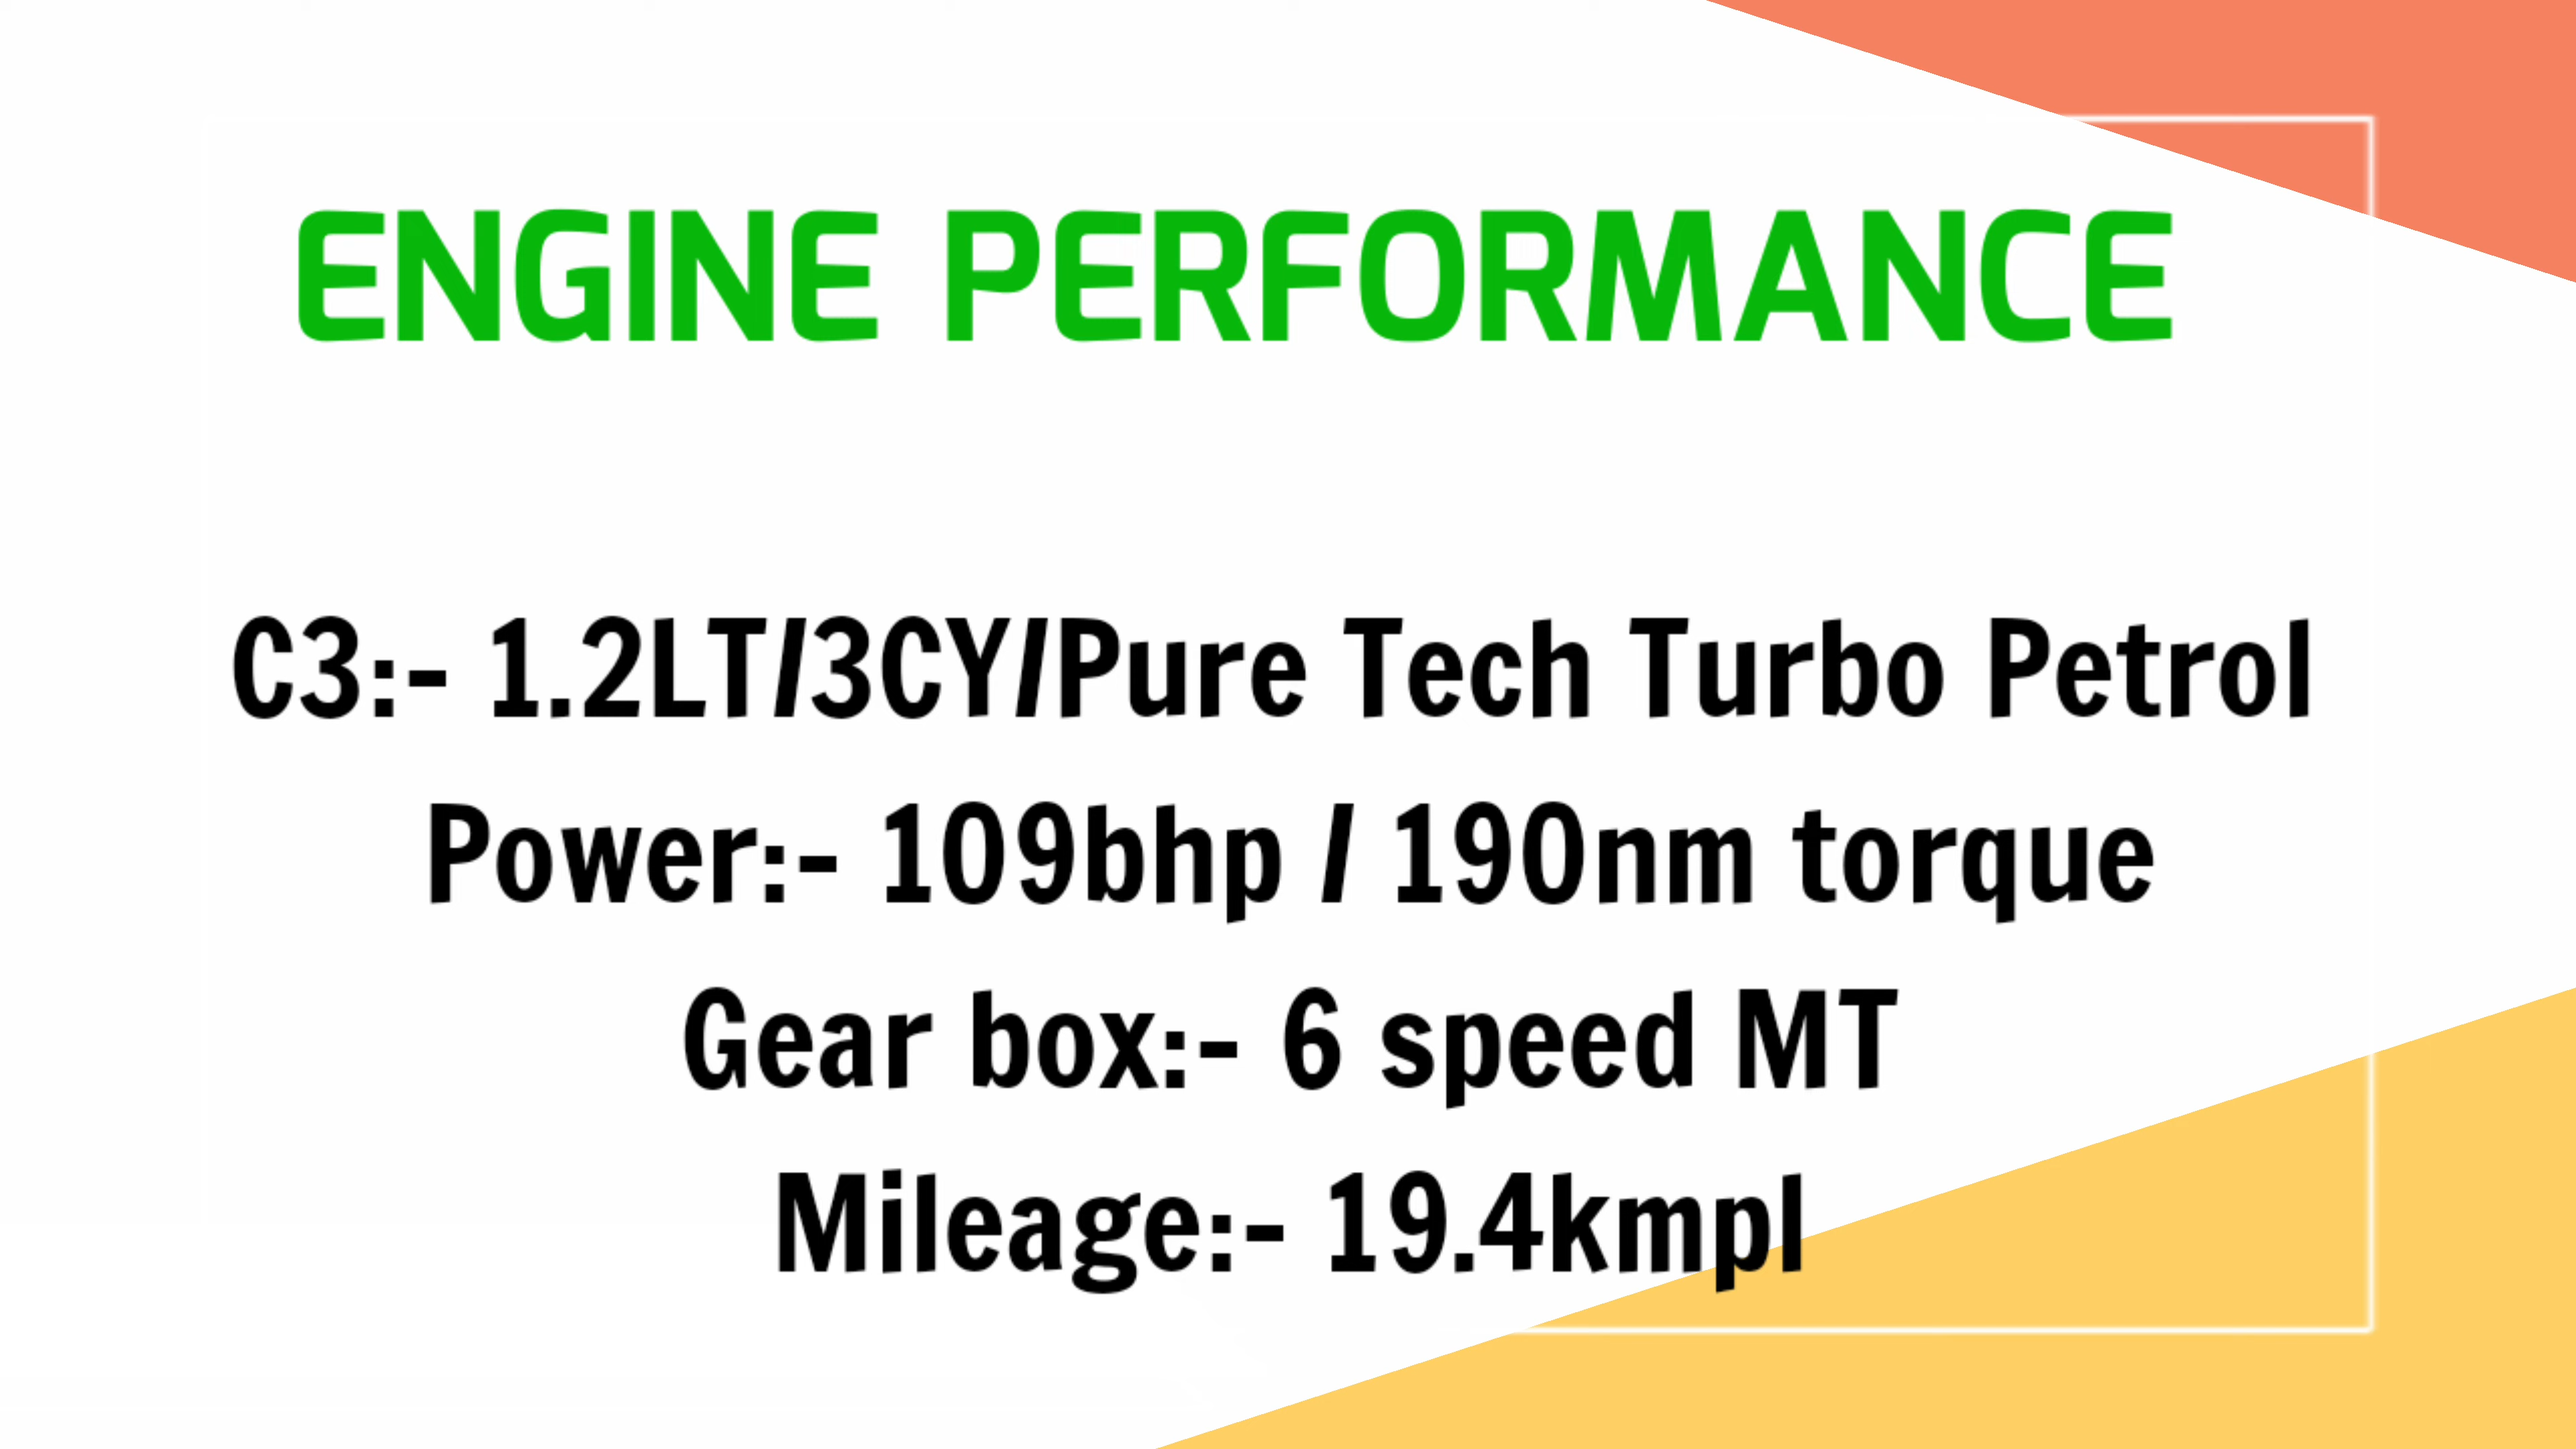 ENGINE PERFORMANCE
C3:- 1.2LT/3CY/Pure Tech Turbo Petrol
Power:- 109bhp / 190nm torque
Gear box:- 6 speed MT
Mileage:- 19.4kmpl